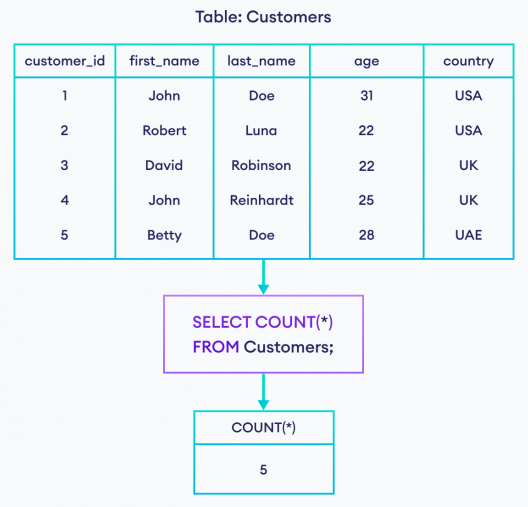 Table: Customers
customer_id first_name last_name age country
1 John Doe 31 USA
2 Robert Luna 22 USA
3 David Robinson 22 UK
4 John Reinhardt 25 UK
5 Betty Doe 28 UAE
SELECT COUNT(*)
FROM Customers;
COUNT(*)
5